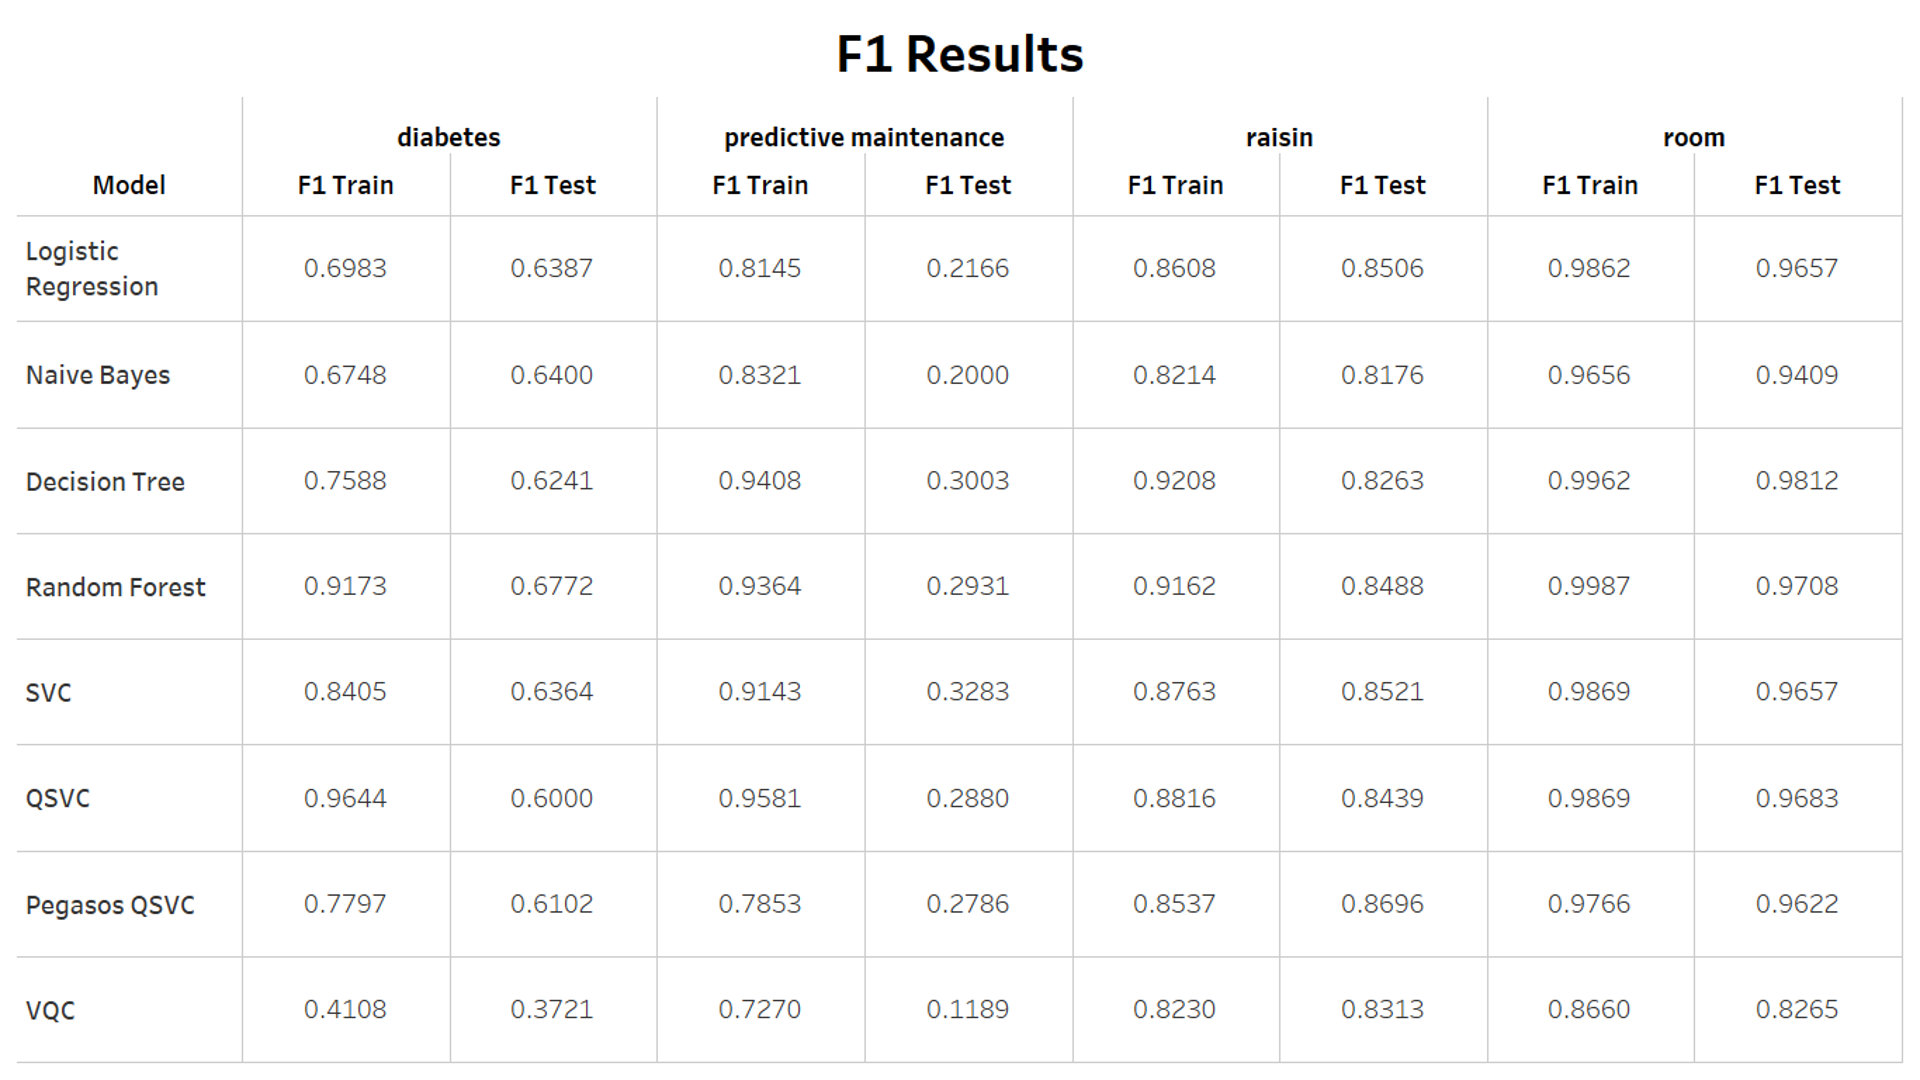 F1 Results
diabetes predictive maintenance raisin room
Model F1 Train F1 Test F1 Train F1 Test F1 Train F1 Test F1 Train F1 Test
Logistic
Regression 0.6983 0.6387 0.8145 0.2166 0.8608 0.8506 0.9862 0.9657
Naive Bayes 0.6748 0.6400 0.8321 0.2000 0.8214 0.8176 0.9656 0.9409
Decision Tree 0.7588 0.6241 0.9408 0.3003 0.9208 0.8263 0.9962 0.9812
Random Forest 0.9173 0.6772 0.9364 0.2931 0.9162 0.8488 0.9987 0.9708
SVC 0.8405 0.6364 0.9143 0.3283 0.8763 0.8521 0.9869 0.9657
QSVC 0.9644 0.6000 0.9581 0.2880 0.8816 0.8439 0.9869 0.9683
Pegasos QSVC 0.7797 0.6102 0.7853 0.2786 0.8537 0.8696 0.9766 0.9622
VQC 0.4108 0.3721 0.7270 0.1189 0.8230 0.8313 0.8660 0.8265